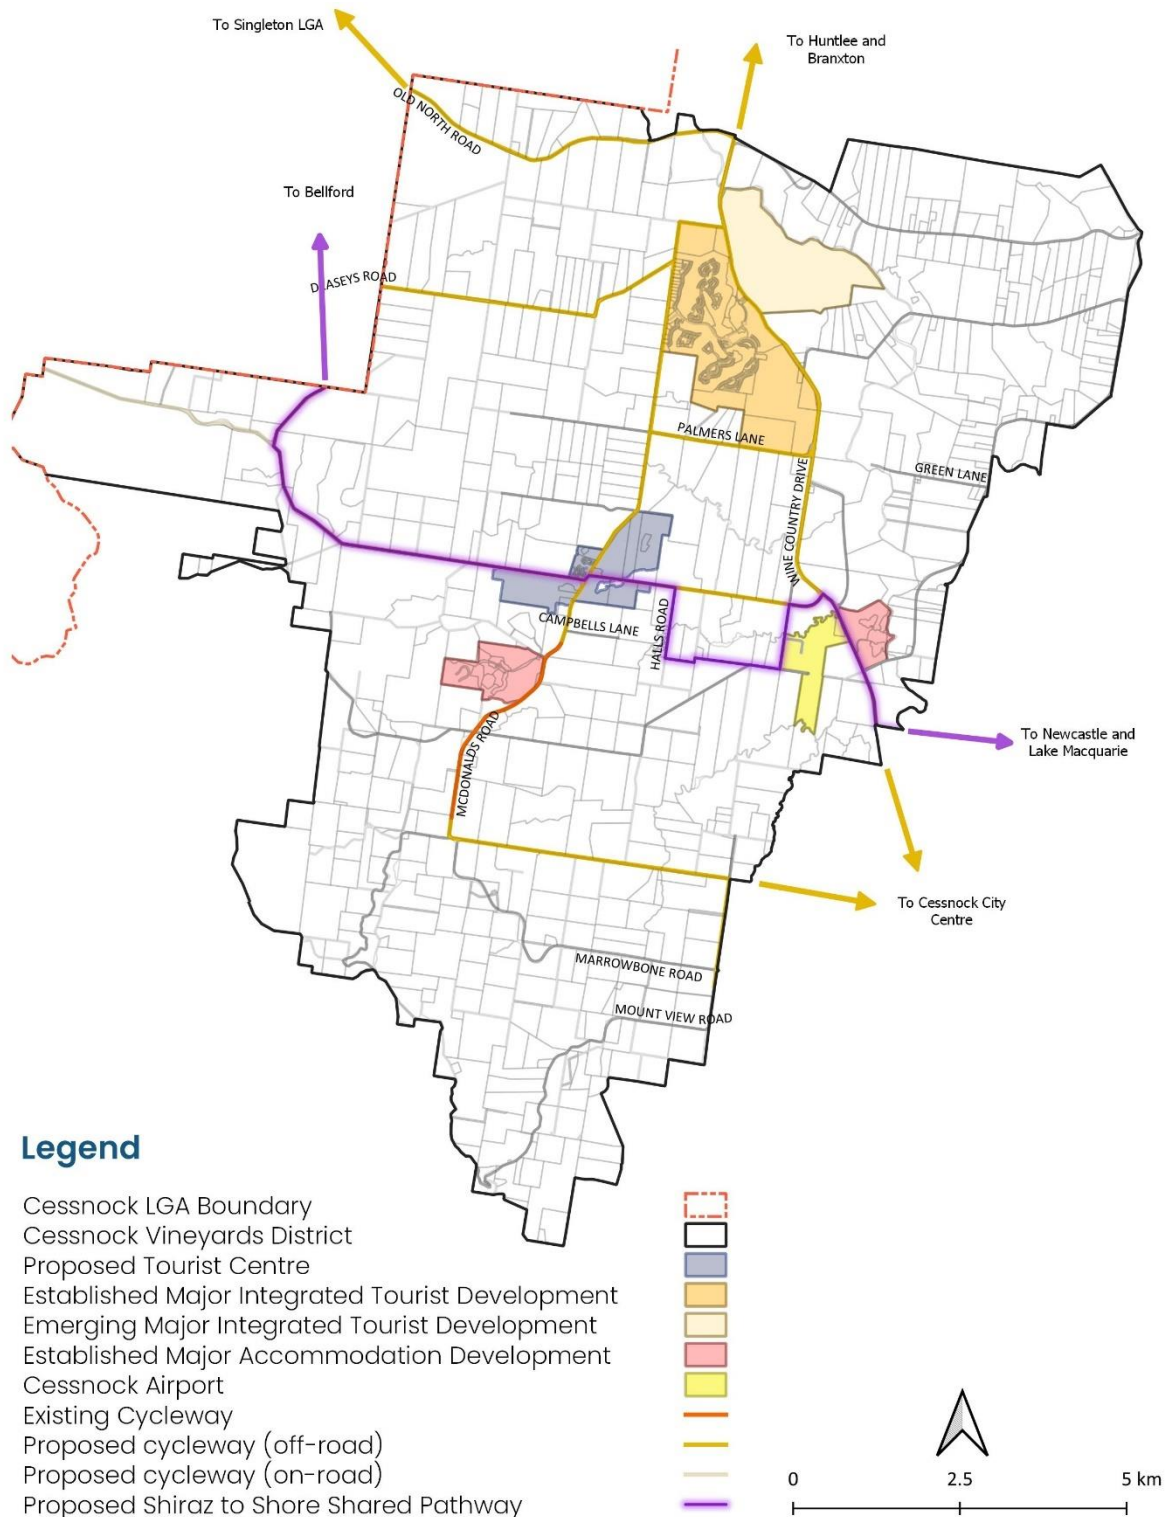 To Singleton LGA
To Huntlee and
Branxton
OLD NORTH ROAD
To Bellford
ASEYS ROAD
PALMERS LANE
GREEN LANE
WINE COUNTRY DRIVE
CAMPBELLS LANE
HALLS ROAD
MCDONALDS ROAD
To Newcastle and
Lake Macquarie
To Cessnock City
Centre
MARROWBONE ROAD
MOUNT VIEW ROAD
Legend
Cessnock LGA Boundary
Cessnock Vineyards District
Proposed Tourist Centre
Established Major Integrated Tourist Development
Emerging Major Integrated Tourist Development
Established Major Accommodation Development
Cessnock Airport
Existing Cycleway
Proposed cycleway (off-road)
Proposed cycleway (on-road)
Proposed Shiraz to Shore Shared Pathway
0 2.5 5 km